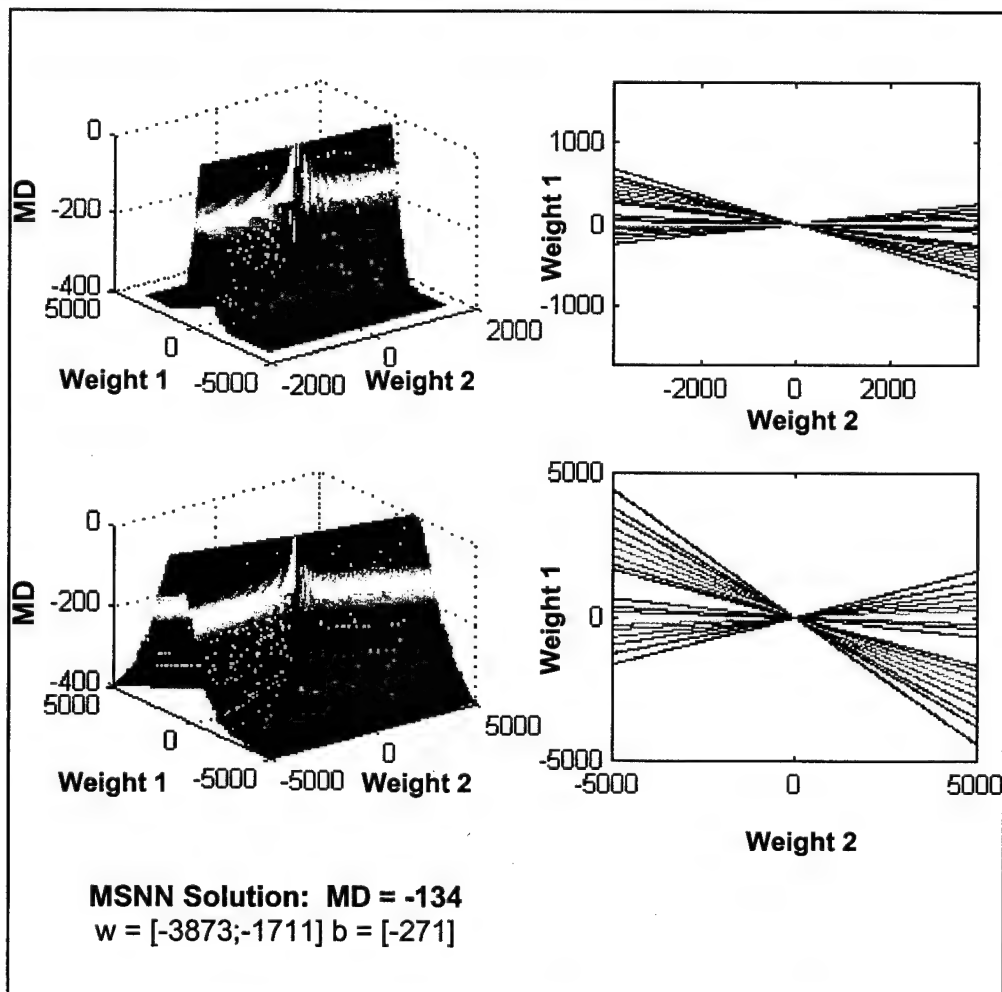 0
-200
-400
MD
5000
0
-5000
Weight 1
-2000
0
2000
Weight 2
1000
0
-1000
Weight 1
-2000 0 2000
Weight 2
0
-200
-400
MD
5000
0
-5000
Weight 1
-5000
0
5000
Weight 2
5000
0
-5000
Weight 1
-5000 0 5000
Weight 2
MSNN Solution: MD = -134
w = [-3873;-1711] b = [-271]